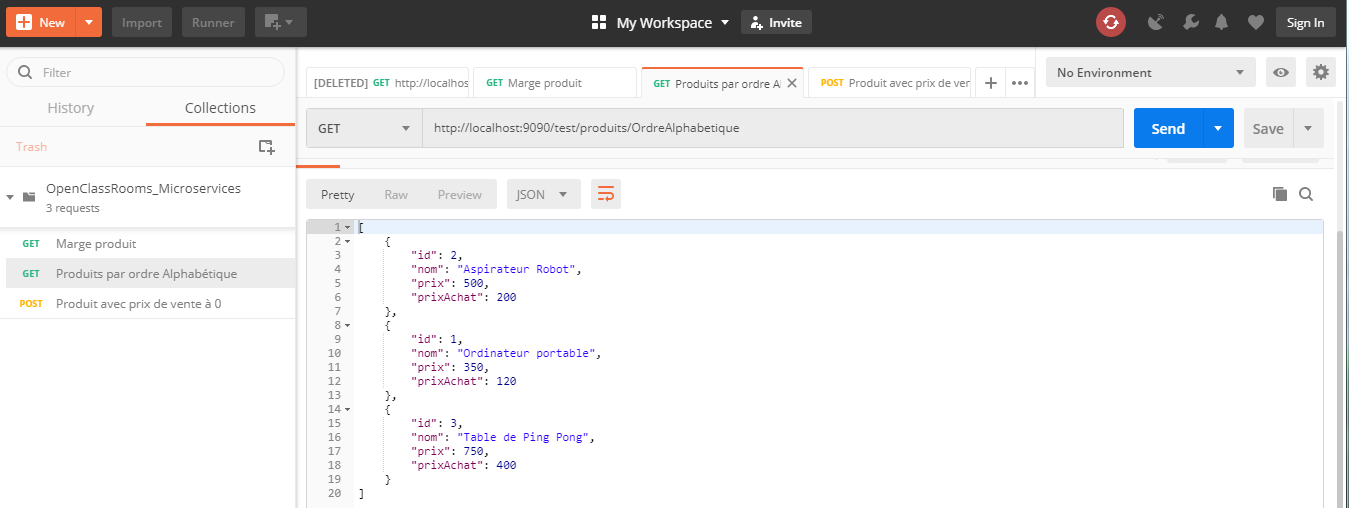 New Import Runner My Workspace Invite Sign In
Filter
History Collections
Trash
OpenClassRooms_Microservices
3 requests
GET Marge produit
GET Produits par ordre Alphabétique
POST Produit avec prix de vente à 0
[DELETED] GET http://localhos GET Marge produit GET Produits par ordre Al POST Produit avec prix de ver No Environment
GET http://localhost:9090/test/produits/OrdreAlphabetique Send Save
Pretty Raw Preview JSON
1 [
2 {
3 "id": 2,
4 "nom": "Aspirateur Robot",
5 "prix": 500,
6 "prixAchat": 200
7 },
8 {
9 "id": 1,
10 "nom": "Ordinateur portable",
11 "prix": 350,
12 "prixAchat": 120
13 },
14 {
15 "id": 3,
16 "nom": "Table de Ping Pong",
17 "prix": 750,
18 "prixAchat": 400
19 }
20 ]